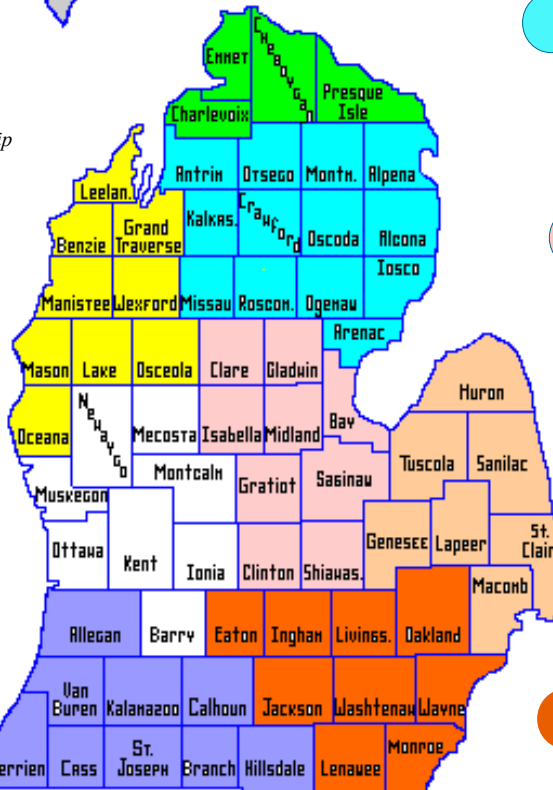 Emmet
Cheboygan
Presque
Isle
Charlevoix
ip
Antrim
Otsego
Montm.
Alpena
Leelan.
Kalkas.
Crawford
Oscoda
Alcona
Grand
Traverse
Benzie
Iosco
Manistee
Wexford
Missau
Roscom.
Ogemaw
Arenac
Mason
Lake
Osceola
Clare
Gladwin
Huron
Newaygo
Oceana
Mecosta
Isabella
Midland
Bay
Tuscola
Sanilac
Montcalm
Gratiot
Saginaw
Muskegon
Ottawa
Kent
Ionia
Clinton
Shiawas.
Genesee
Lapeer
St.
Clair
Macomb
Allegan
Barry
Eaton
Ingham
Livings.
Oakland
Van
Buren
Kalamazoo
Calhoun
Jackson
Washtenaw
Wayne
errien
Cass
St.
Joseph
Branch
Hillsdale
Lenawee
Monroe